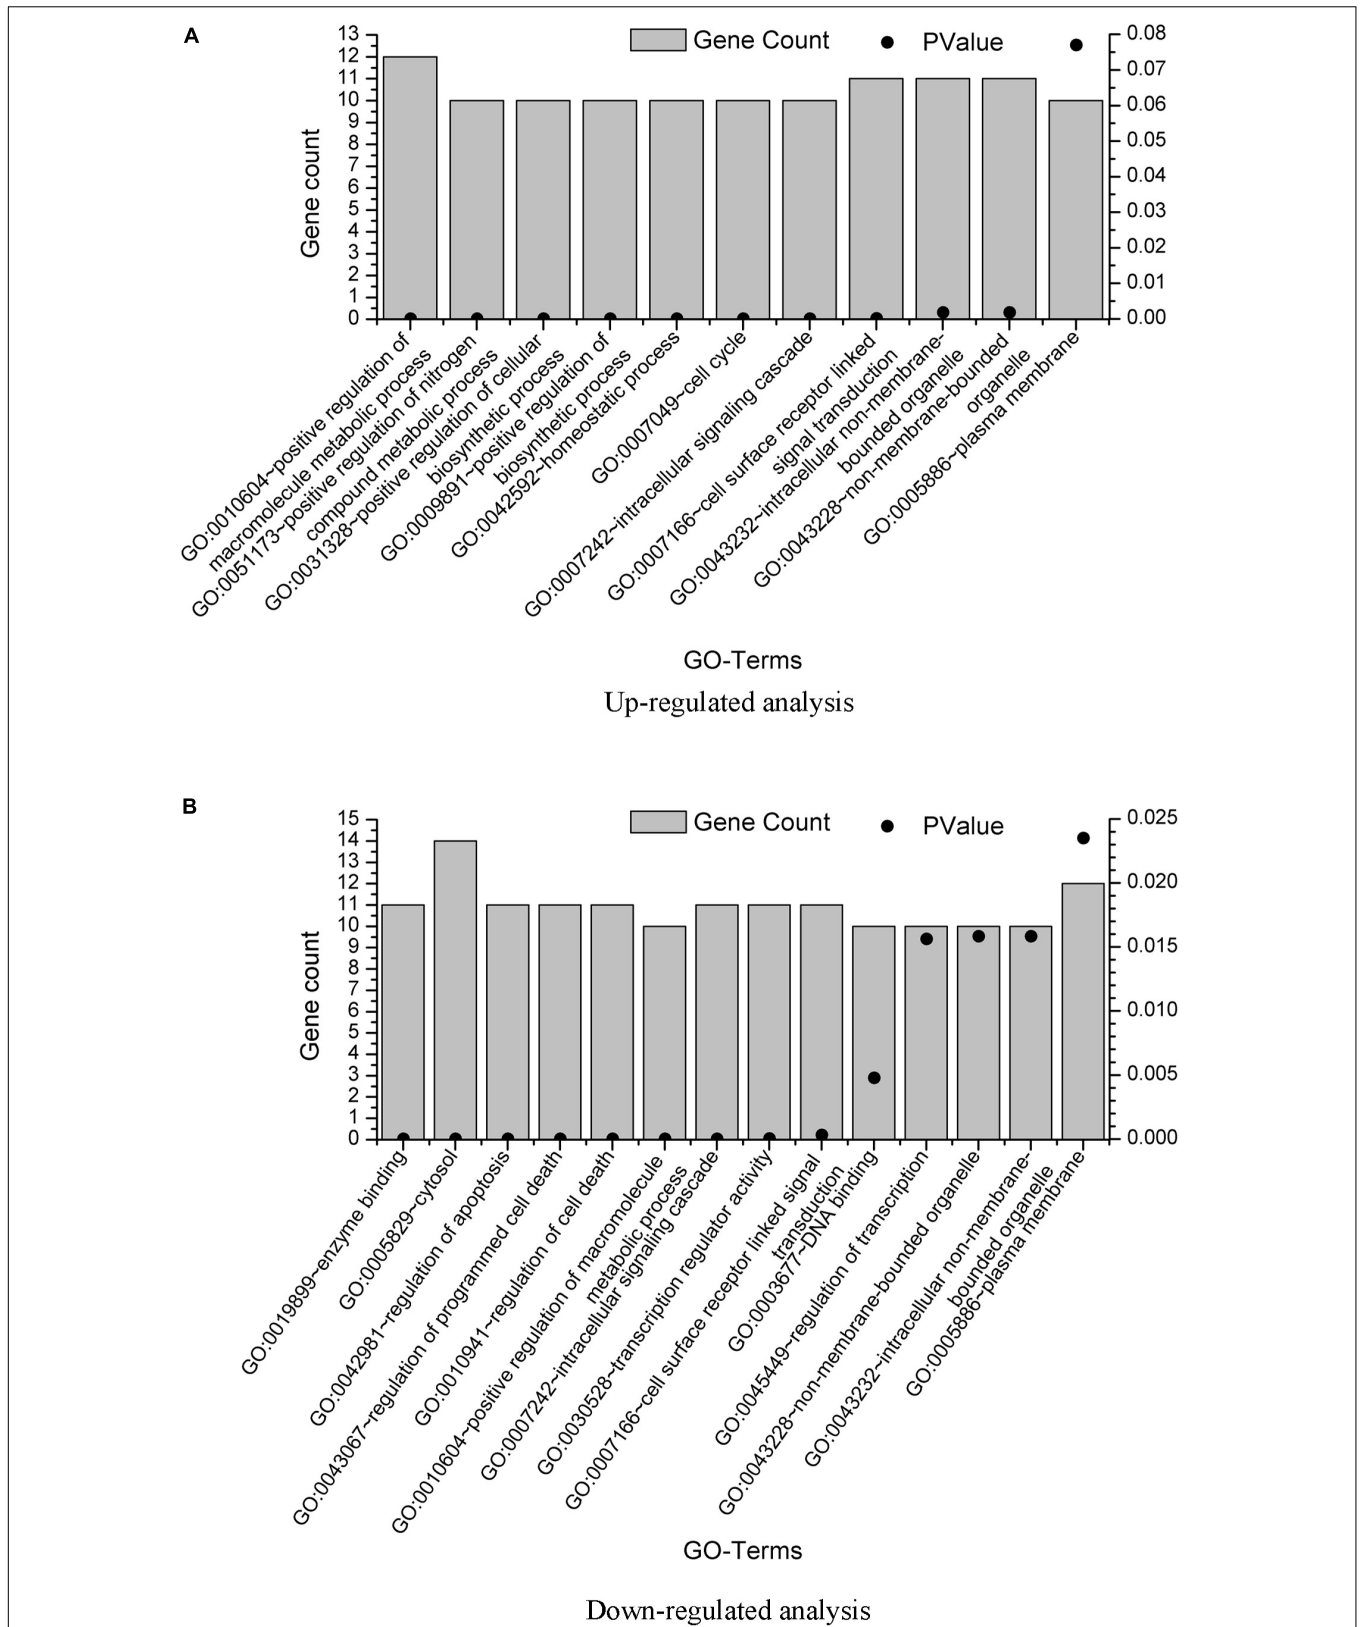 A
Gene Count
PValue
13
12
11
10
9
8
7
6
5
4
3
2
1
0
Gene count
0.08
0.07
0.06
0.05
0.04
0.03
0.02
0.01
0.00
GO:0010604~positive regulation of
macromolecule metabolic process
GO:0051173~positive regulation of nitrogen
compound metabolic process
GO:0031328~positive regulation of cellular
biosynthetic process
GO:0009891~positive regulation of
biosynthetic process
GO:0042592~homeostatic process
GO:0007049~cell cycle
GO:0007242~intracellular signaling cascade
GO:0007166~cell surface receptor linked
signal transduction
GO:0043232~intracellular non-membrane-
bounded organelle
GO:0043228~non-membrane-bounded
organelle
GO:0005886~plasma membrane
GO-Terms
Up-regulated analysis
B
Gene Count
PValue
15
14
13
12
11
10
9
8
7
6
5
4
3
2
1
0
Gene count
0.025
0.020
0.015
0.010
0.005
0.000
GO:0019899~enzyme binding
GO:0005829~cytosol
GO:0042981~regulation of apoptosis
GO:0043067~regulation of programmed cell death
GO:0010941~regulation of cell death
GO:0010604~positive regulation of macromolecule
metabolic process
GO:0007242~intracellular signaling cascade
GO:0030528~transcription regulator activity
GO:0007166~cell surface receptor linked signal
transduction
GO:0003677~DNA binding
GO:0045449~regulation of transcription
GO:0043228~non-membrane-bounded organelle
GO:0043232~intracellular non-membrane-
bounded organelle
GO:0005886~plasma membrane
GO-Terms
Down-regulated analysis